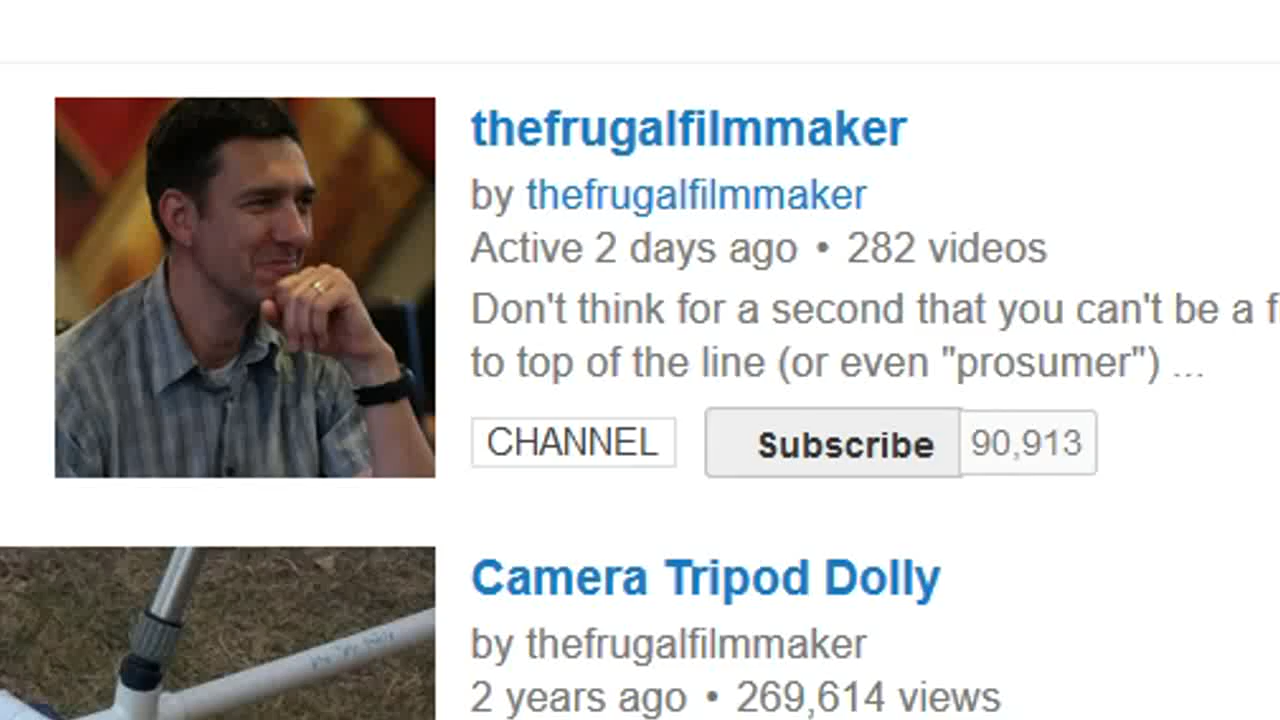 thefrugalfilmmaker
by thefrugalfilmmaker
Active 2 days ago • 282 videos
Don't think for a second that you can't be a f
to top of the line (or even "prosumer") ...
CHANNEL Subscribe 90,913
Camera Tripod Dolly
by thefrugalfilmmaker
2 years ago • 269,614 views